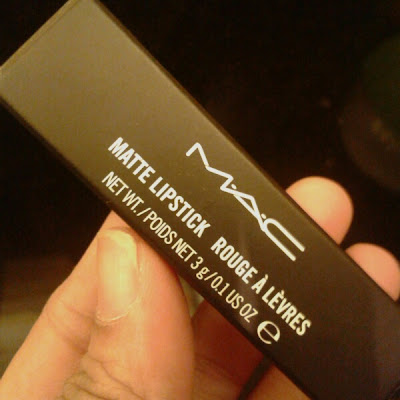 M·A·C
MATTE LIPSTICK ROUGE À LÈVRES
NET WT./POIDS NET 3 g/0.1 US OZ ℮